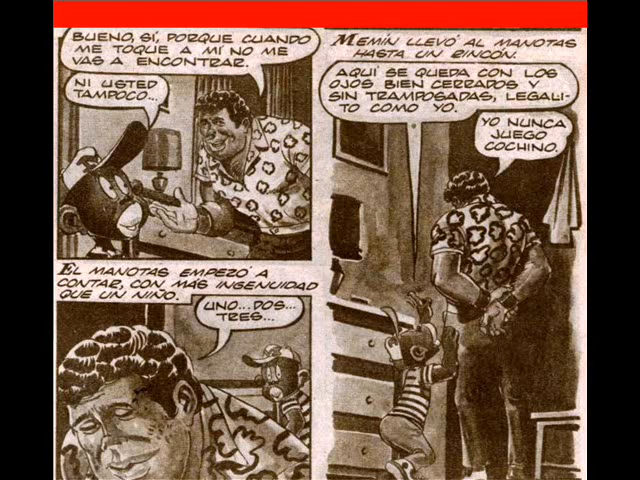 BUENO, SÍ, PORQUE CUANDO
ME TOQUE A MÍ NO ME
VAS A ENCONTRAR.
NI USTED
TAMPOCO...
MEMÍN LLEVÓ AL MANOTAS
HASTA UN RINCÓN.
AQUÍ SE QUEDA CON LOS
OJOS BIEN CERRADOS Y
SIN TRAMPOSADAS, LEGALI-
TO COMO YO.
YO NUNCA
JUEGO
COCHINO.
EL MANOTAS EMPEZÓ A
CONTAR, CON MÁS INGENUIDAD
QUE UN NIÑO.
UNO...DOS...
TRES...